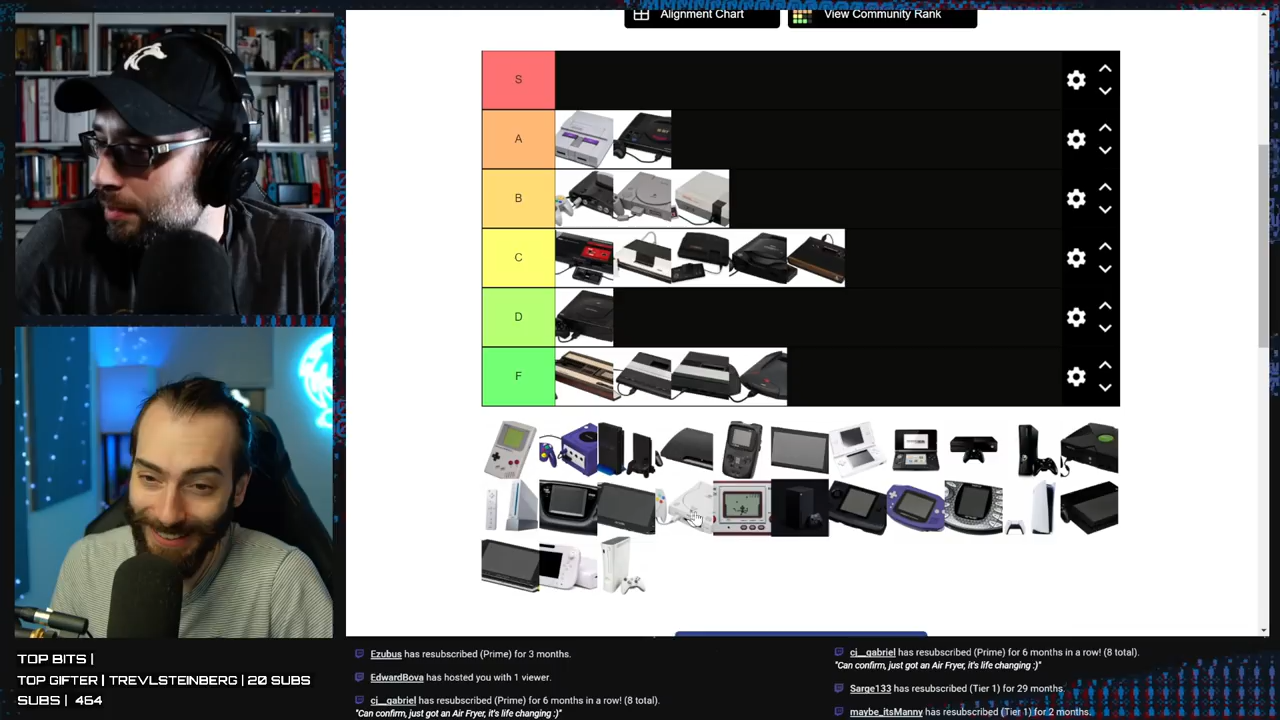 Alignment Chart
View Community Rank
S
A
B
C
D
F
TOP BITS |
TOP GIFTER | TREVLSTEINBERG | 20 SUBS
SUBS | 464
Ezubus has resubscribed (Prime) for 3 months.
EdwardBova has hosted you with 1 viewer.
cj_gabriel has resubscribed (Prime) for 6 months in a row! (8 total).
"Can confirm, just got an Air Fryer, it's life changing :)"
cj_gabriel has resubscribed (Prime) for 6 months in a row! (8 total).
"Can confirm, just got an Air Fryer, it's life changing :)"
Sarge133 has resubscribed (Tier 1) for 29 months.
maybe_itsManny has resubscribed (Tier 1) for 2 months.